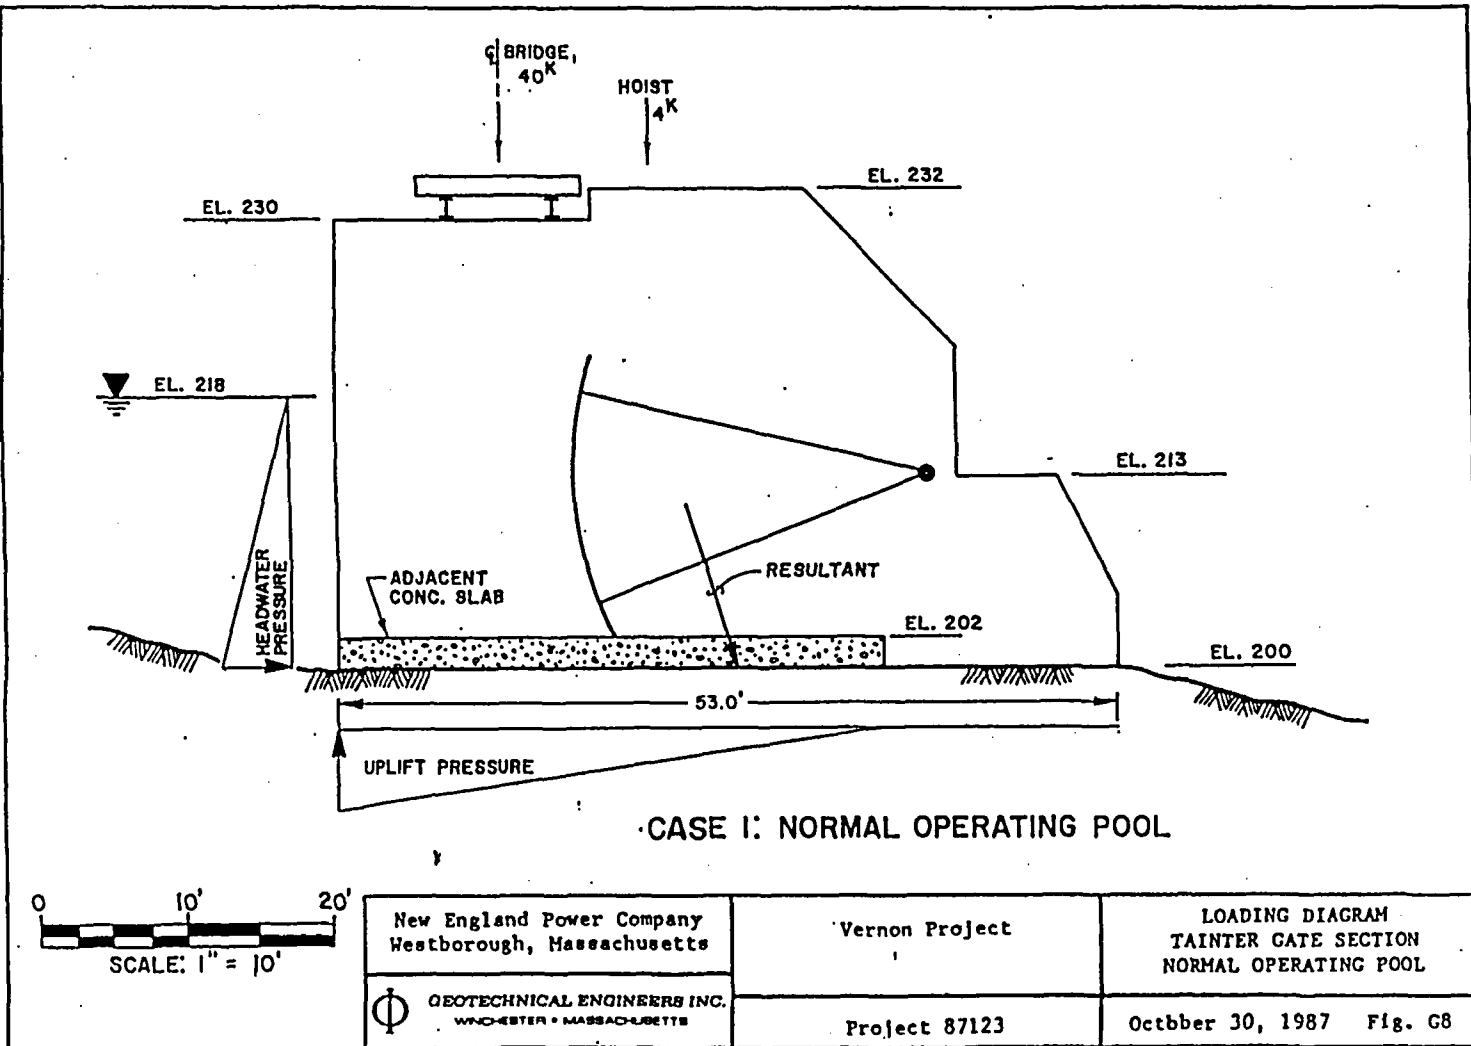 ℄ BRIDGE,
40K
HOIST
4K
EL. 232
EL. 230
EL. 218
EL. 213
HEADWATER
PRESSURE
ADJACENT
CONC. SLAB
RESULTANT
EL. 202
EL. 200
53.0'
UPLIFT PRESSURE
CASE I: NORMAL OPERATING POOL
0 10' 20'
SCALE: 1" = 10'
New England Power Company
Westborough, Massachusetts
GEOTECHNICAL ENGINEERS INC.
WINCHESTER • MASSACHUSETTS
Vernon Project
Project 87123
LOADING DIAGRAM
TAINTER GATE SECTION
NORMAL OPERATING POOL
Octbber 30, 1987 Fig. G8